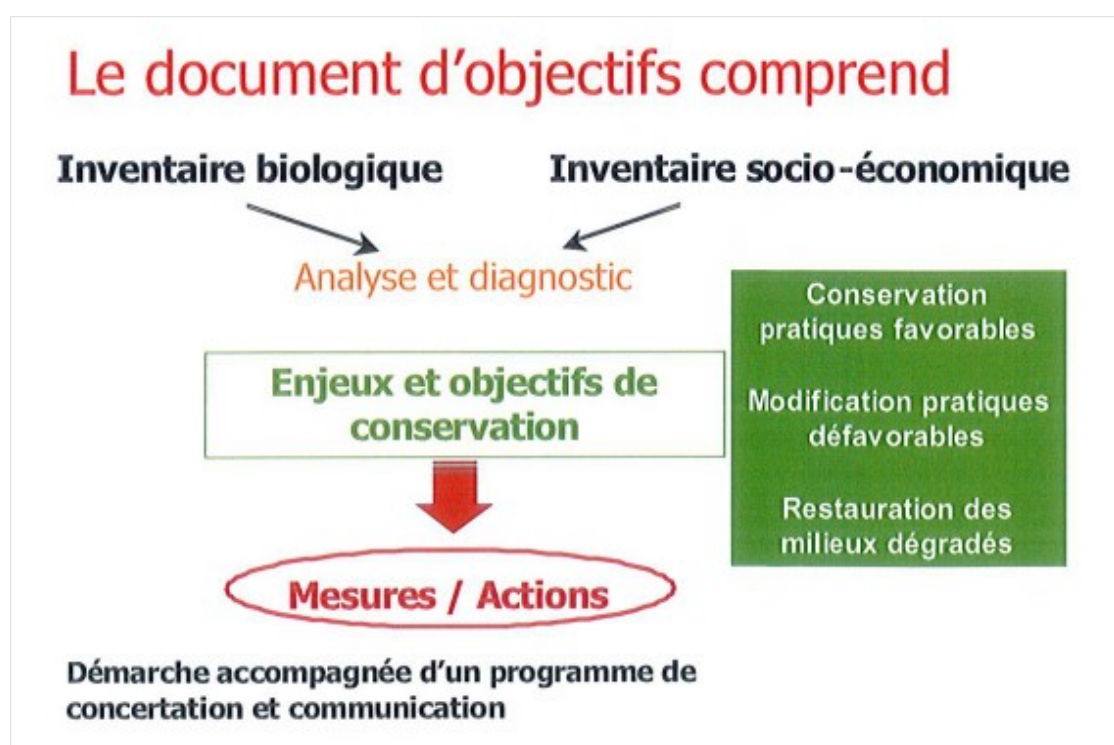 Le document d'objectifs comprend
Inventaire biologique
Inventaire socio-économique
Analyse et diagnostic
Enjeux et objectifs de
conservation
Conservation
pratiques favorables
Modification pratiques
défavorables
Restauration des
milieux dégradés
Mesures / Actions
Démarche accompagnée d'un programme de
concertation et communication